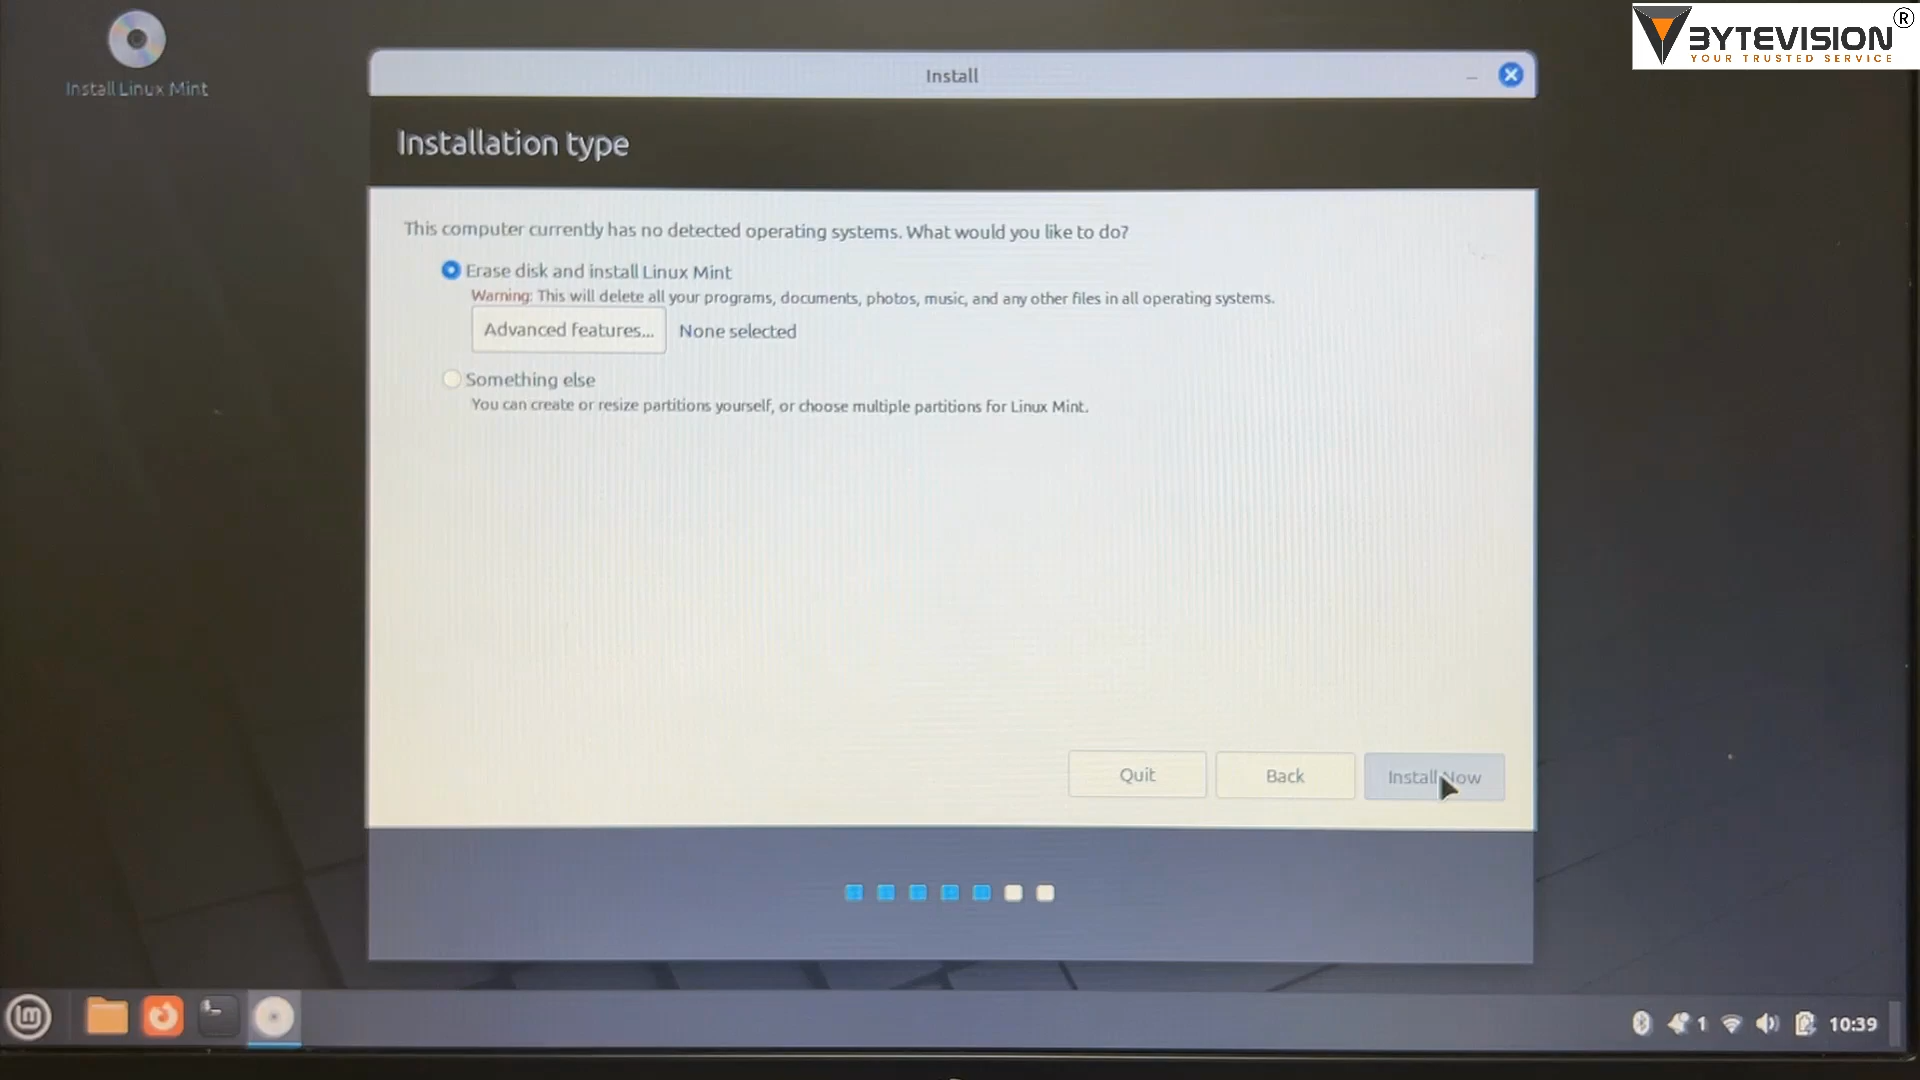 BYTEVISION®
YOUR TRUSTED SERVICE
Install Linux Mint
Install
Installation type
This computer currently has no detected operating systems. What would you like to do?
Erase disk and install Linux Mint
Warning: This will delete all your programs, documents, photos, music, and any other files in all operating systems.
Advanced features... None selected
Something else
You can create or resize partitions yourself, or choose multiple partitions for Linux Mint.
Quit Back Install Now
1 10:39